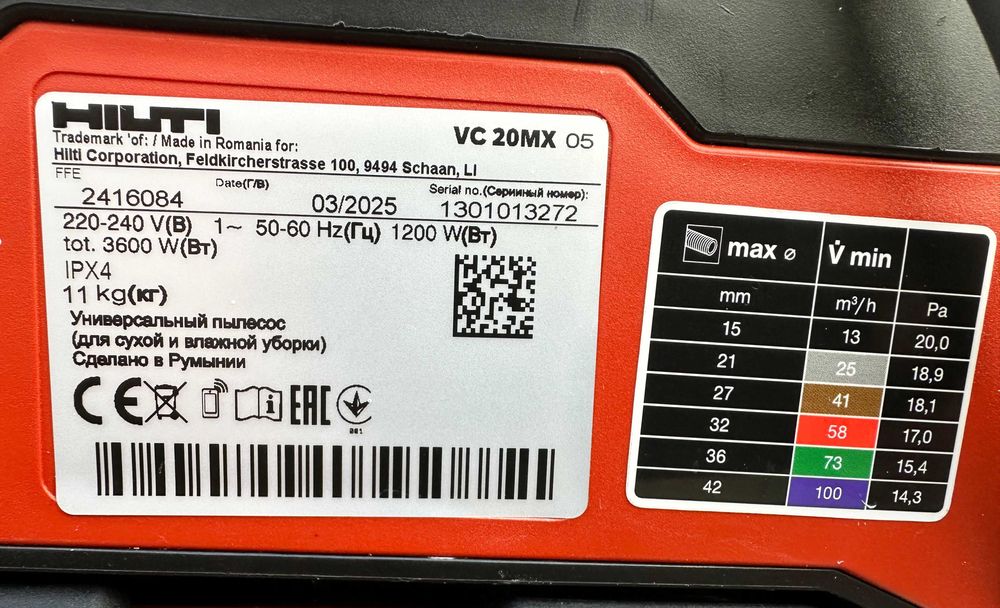 HILTI
VC 20MX 05
Trademark 'of: / Made in Romania for:
Hilti Corporation, Feldkircherstrasse 100, 9494 Schaan, LI
FFE
Date(Г/В)
Serial no.(Серийный номер):
2416084 03/2025 1301013272
220-240 V(В) 1~ 50-60 Hz(Гц) 1200 W(Вт)
tot. 3600 W(Вт)
IPX4
11 kg(кг)
Универсальный пылесос
(для сухой и влажной уборки)
Сделано в Румынии
CE EAC
001
max ø V̇ min
mm m³/h Pa
15 13 20,0
21 25 18,9
27 41 18,1
32 58 17,0
36 73 15,4
42 100 14,3